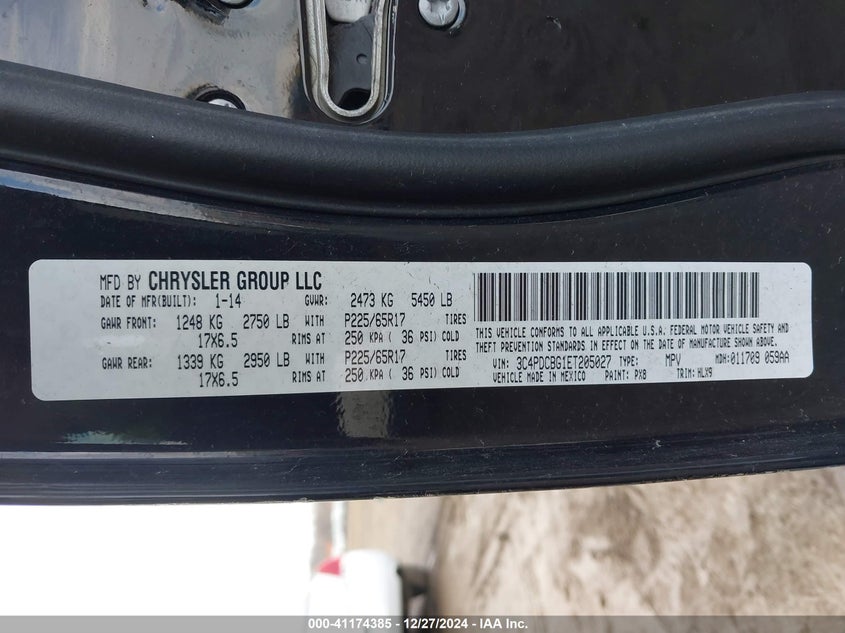 MFD BY CHRYSLER GROUP LLC
DATE OF MFR(BUILT): 1-14 GVWR: 2473 KG 5450 LB
GAWR FRONT: 1248 KG 2750 LB WITH P225/65R17 TIRES
17X6.5 RIMS AT 250 KPA ( 36 PSI) COLD
GAWR REAR: 1339 KG 2950 LB WITH P225/65R17 TIRES
17X6.5 RIMS AT 250 KPA ( 36 PSI) COLD
THIS VEHICLE CONFORMS TO ALL APPLICABLE U.S.A. FEDERAL MOTOR VEHICLE SAFETY AND
THEFT PREVENTION STANDARDS IN EFFECT ON THE DATE OF MANUFACTURE SHOWN ABOVE.
VIN: 3C4PDCBG1ET205027 TYPE: MPV MDH:011709 059AA
VEHICLE MADE IN MEXICO PAINT: PX8 TRIM: HLX9
000-41174385 - 12/27/2024 - IAA Inc.